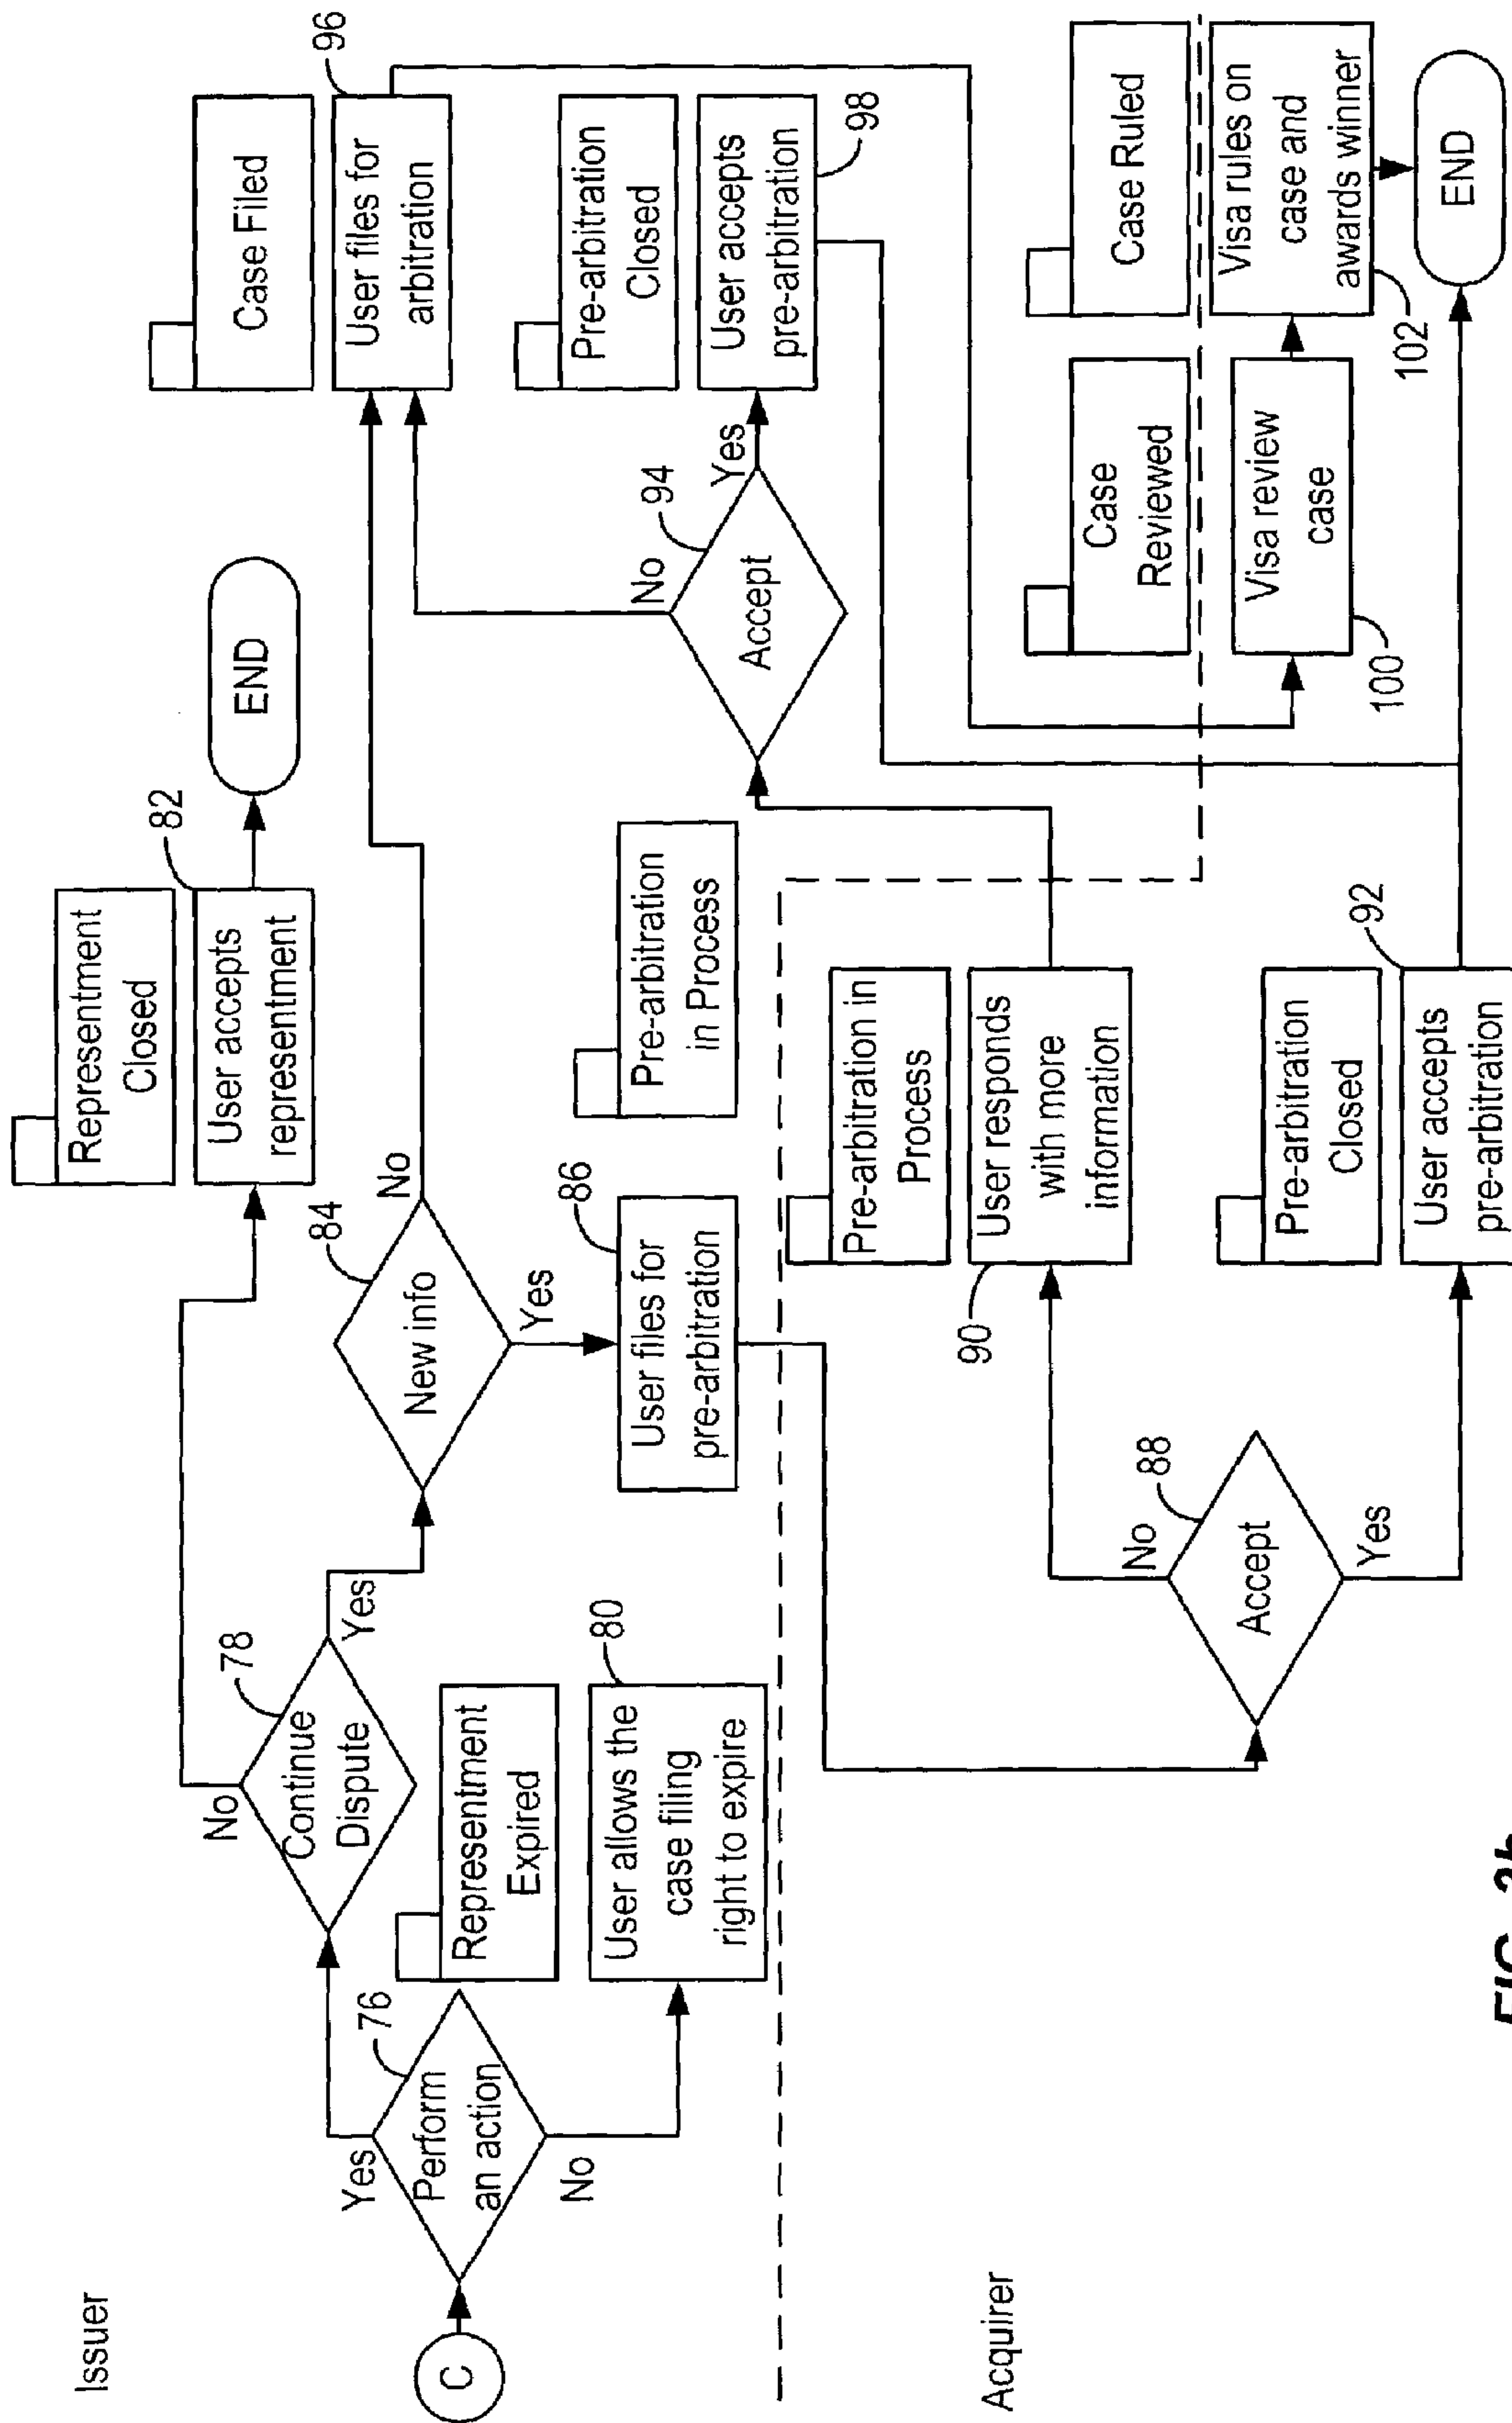 Issuer
C
Perform
an action
76
Yes
No
Continue
Dispute
78
No
Yes
Representment
Expired
User allows the
case filing
right to expire
80
Representment
Closed
User accepts
representment
82
END
New info
84
No
Yes
User files for
pre-arbitration
86
Pre-arbitration
in Process
Case Filed
User files for
arbitration
96
Accept
94
No
Yes
Pre-arbitration
Closed
User accepts
pre-arbitration
98
Acquirer
Accept
88
No
Yes
Pre-arbitration in
Process
User responds
with more
information
90
Pre-arbitration
Closed
User accepts
pre-arbitration
92
Case
Reviewed
Visa review
case
100
Case Ruled
Visa rules on
case and
awards winner
102
END